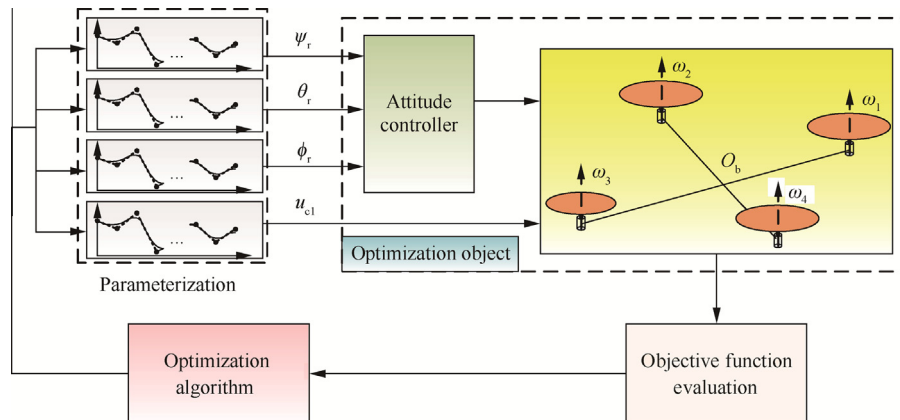 ψr
θr
ϕr
uc1
...
...
...
...
Attitude
controller
ω2
ω1
Ob
ω3
ω4
Optimization object
Parameterization
Optimization
algorithm
Objective function
evaluation